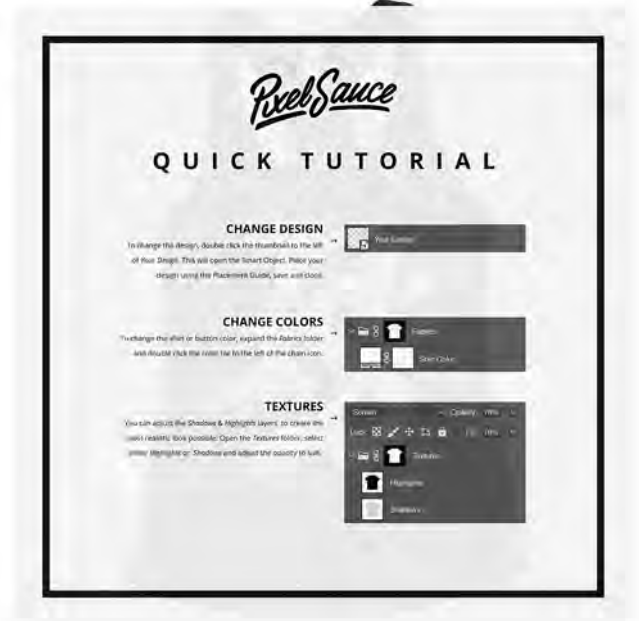 PixelSauce
QUICK TUTORIAL
CHANGE DESIGN
To change the design, double click the thumbnail to the left
of Your Design. This will open the Smart Object. Place your
design using the Placement Guide, save and close.
Your Design
CHANGE COLORS
To change the shirt or button color, expand the Fabrics folder
and double click the color tile to the left of the chain icon.
Fabrics
Shirt Color
TEXTURES
You can adjust the Shadows & Highlights layers, to create the
most realistic look possible. Open the Textures folder, select
either Highlights or Shadows and adjust the opacity to suit.
Screen Opacity: 70%
Lock: 70%
Textures
Highlights
Shadows